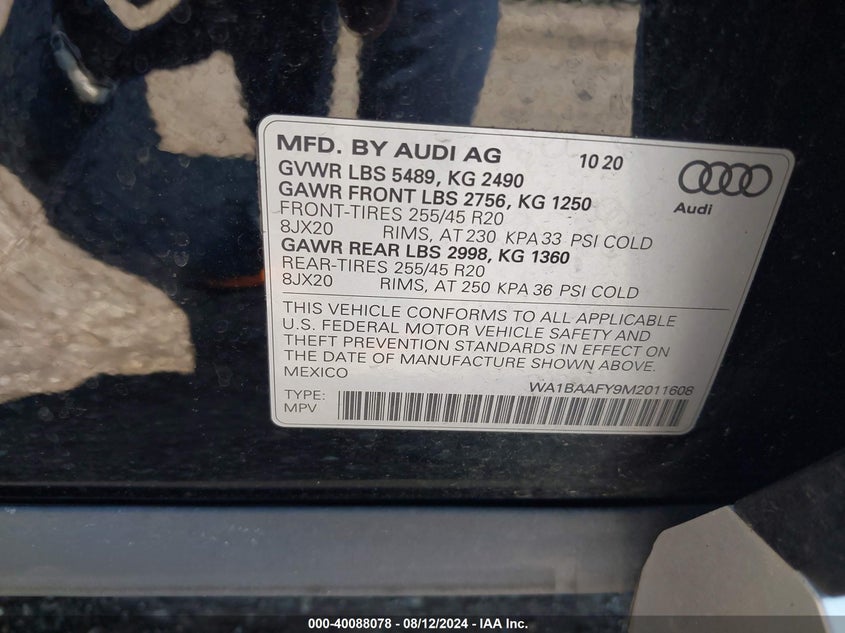 MFD. BY AUDI AG 10 20
GVWR LBS 5489, KG 2490
GAWR FRONT LBS 2756, KG 1250
FRONT-TIRES 255/45 R20
8JX20 RIMS, AT 230 KPA 33 PSI COLD
GAWR REAR LBS 2998, KG 1360
REAR-TIRES 255/45 R20
8JX20 RIMS, AT 250 KPA 36 PSI COLD
Audi
THIS VEHICLE CONFORMS TO ALL APPLICABLE
U.S. FEDERAL MOTOR VEHICLE SAFETY AND
THEFT PREVENTION STANDARDS IN EFFECT ON
THE DATE OF MANUFACTURE SHOWN ABOVE.
MEXICO
WA1BAAFY9M2011608
TYPE:
MPV
000-40088078 - 08/12/2024 - IAA Inc.